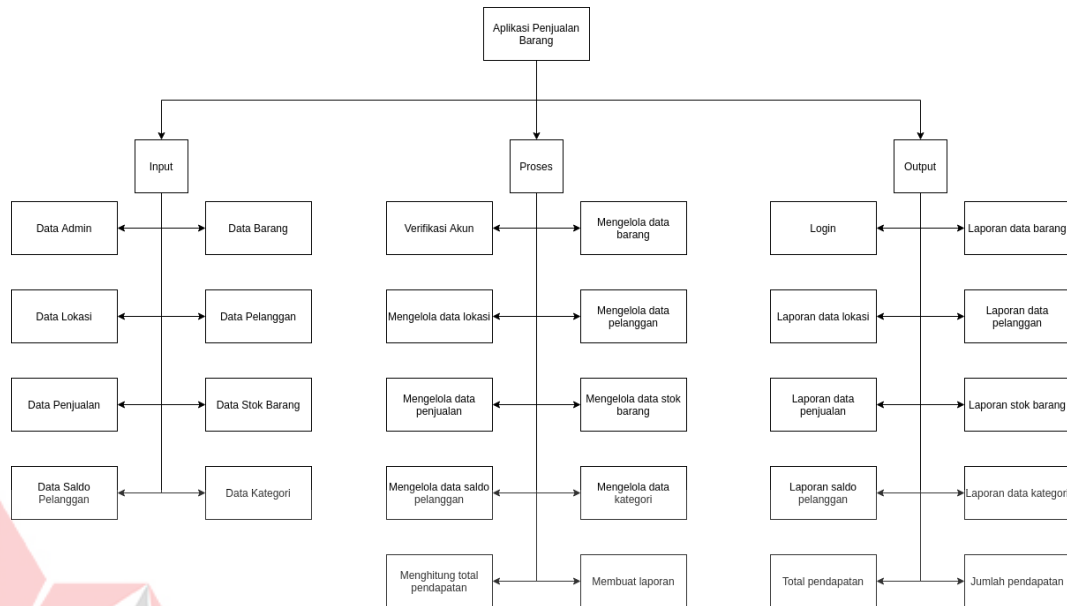 Aplikasi Penjualan
Barang
Input
Proses
Output
Data Admin
Data Barang
Verifikasi Akun
Mengelola data
barang
Login
Laporan data barang
Data Lokasi
Data Pelanggan
Mengelola data lokasi
Mengelola data
pelanggan
Laporan data lokasi
Laporan data
pelanggan
Data Penjualan
Data Stok Barang
Mengelola data
penjualan
Mengelola data stok
barang
Laporan data
penjualan
Laporan stok barang
Data Saldo
Pelanggan
Data Kategori
Mengelola data saldo
pelanggan
Mengelola data
kategori
Laporan saldo
pelanggan
Laporan data kategori
Menghitung total
pendapatan
Membuat laporan
Total pendapatan
Jumlah pendapatan